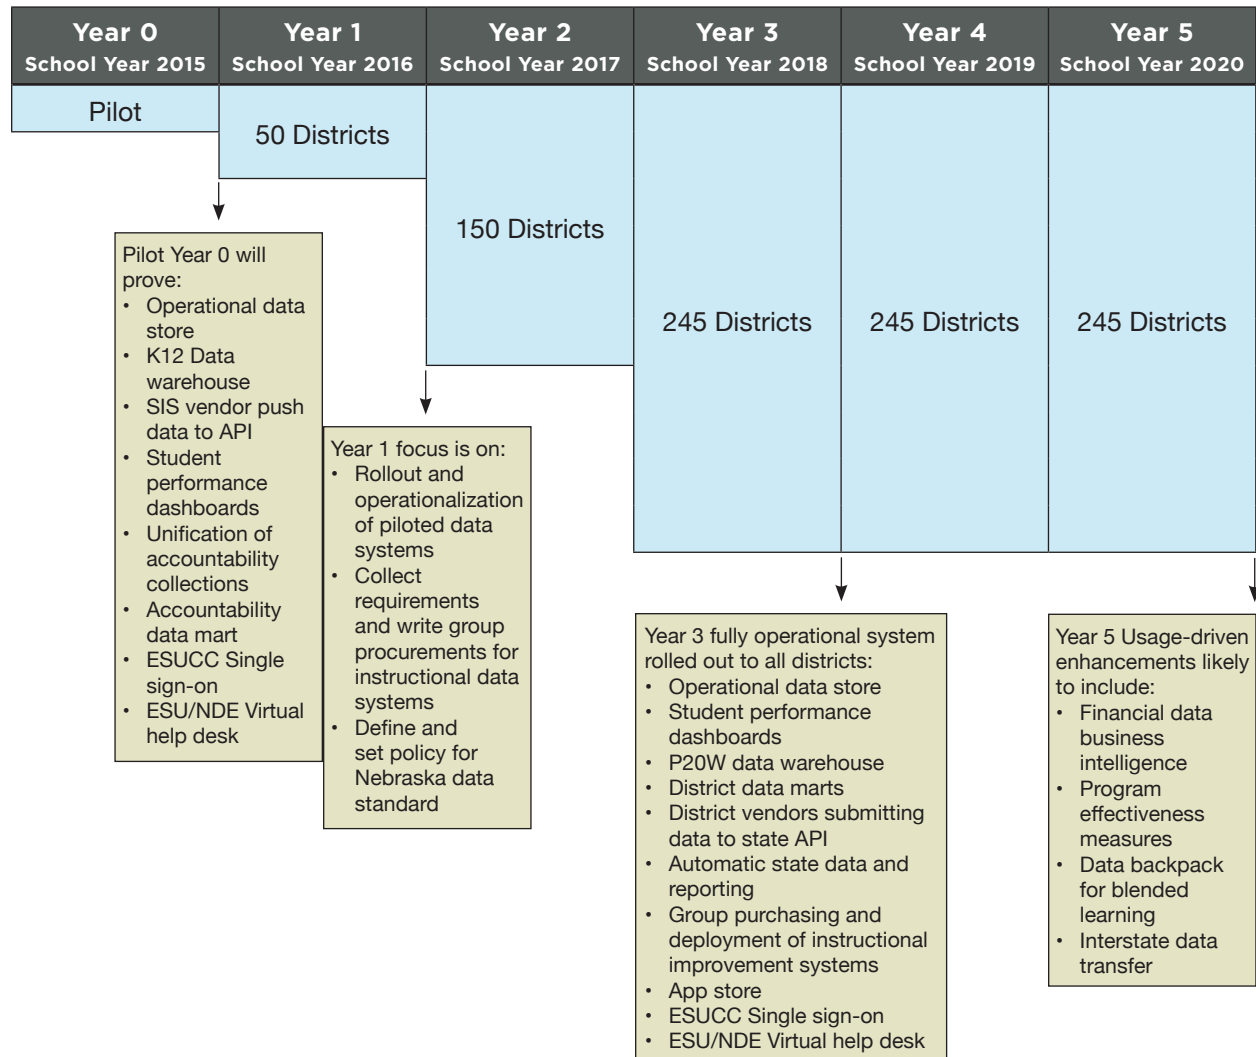 Year 0
School Year 2015
Year 1
School Year 2016
Year 2
School Year 2017
Year 3
School Year 2018
Year 4
School Year 2019
Year 5
School Year 2020
Pilot
50 Districts
150 Districts
245 Districts
245 Districts
245 Districts
Pilot Year 0 will
prove:
• Operational data
store
• K12 Data
warehouse
• SIS vendor push
data to API
• Student
performance
dashboards
• Unification of
accountability
collections
• Accountability
data mart
• ESUCC Single
sign-on
• ESU/NDE Virtual
help desk
Year 1 focus is on:
• Rollout and
operationalization
of piloted data
systems
• Collect
requirements
and write group
procurements for
instructional data
systems
• Define and
set policy for
Nebraska data
standard
Year 3 fully operational system
rolled out to all districts:
• Operational data store
• Student performance
dashboards
• P20W data warehouse
• District data marts
• District vendors submitting
data to state API
• Automatic state data and
reporting
• Group purchasing and
deployment of instructional
improvement systems
• App store
• ESUCC Single sign-on
• ESU/NDE Virtual help desk
Year 5 Usage-driven
enhancements likely
to include:
• Financial data
business
intelligence
• Program
effectiveness
measures
• Data backpack
for blended
learning
• Interstate data
transfer